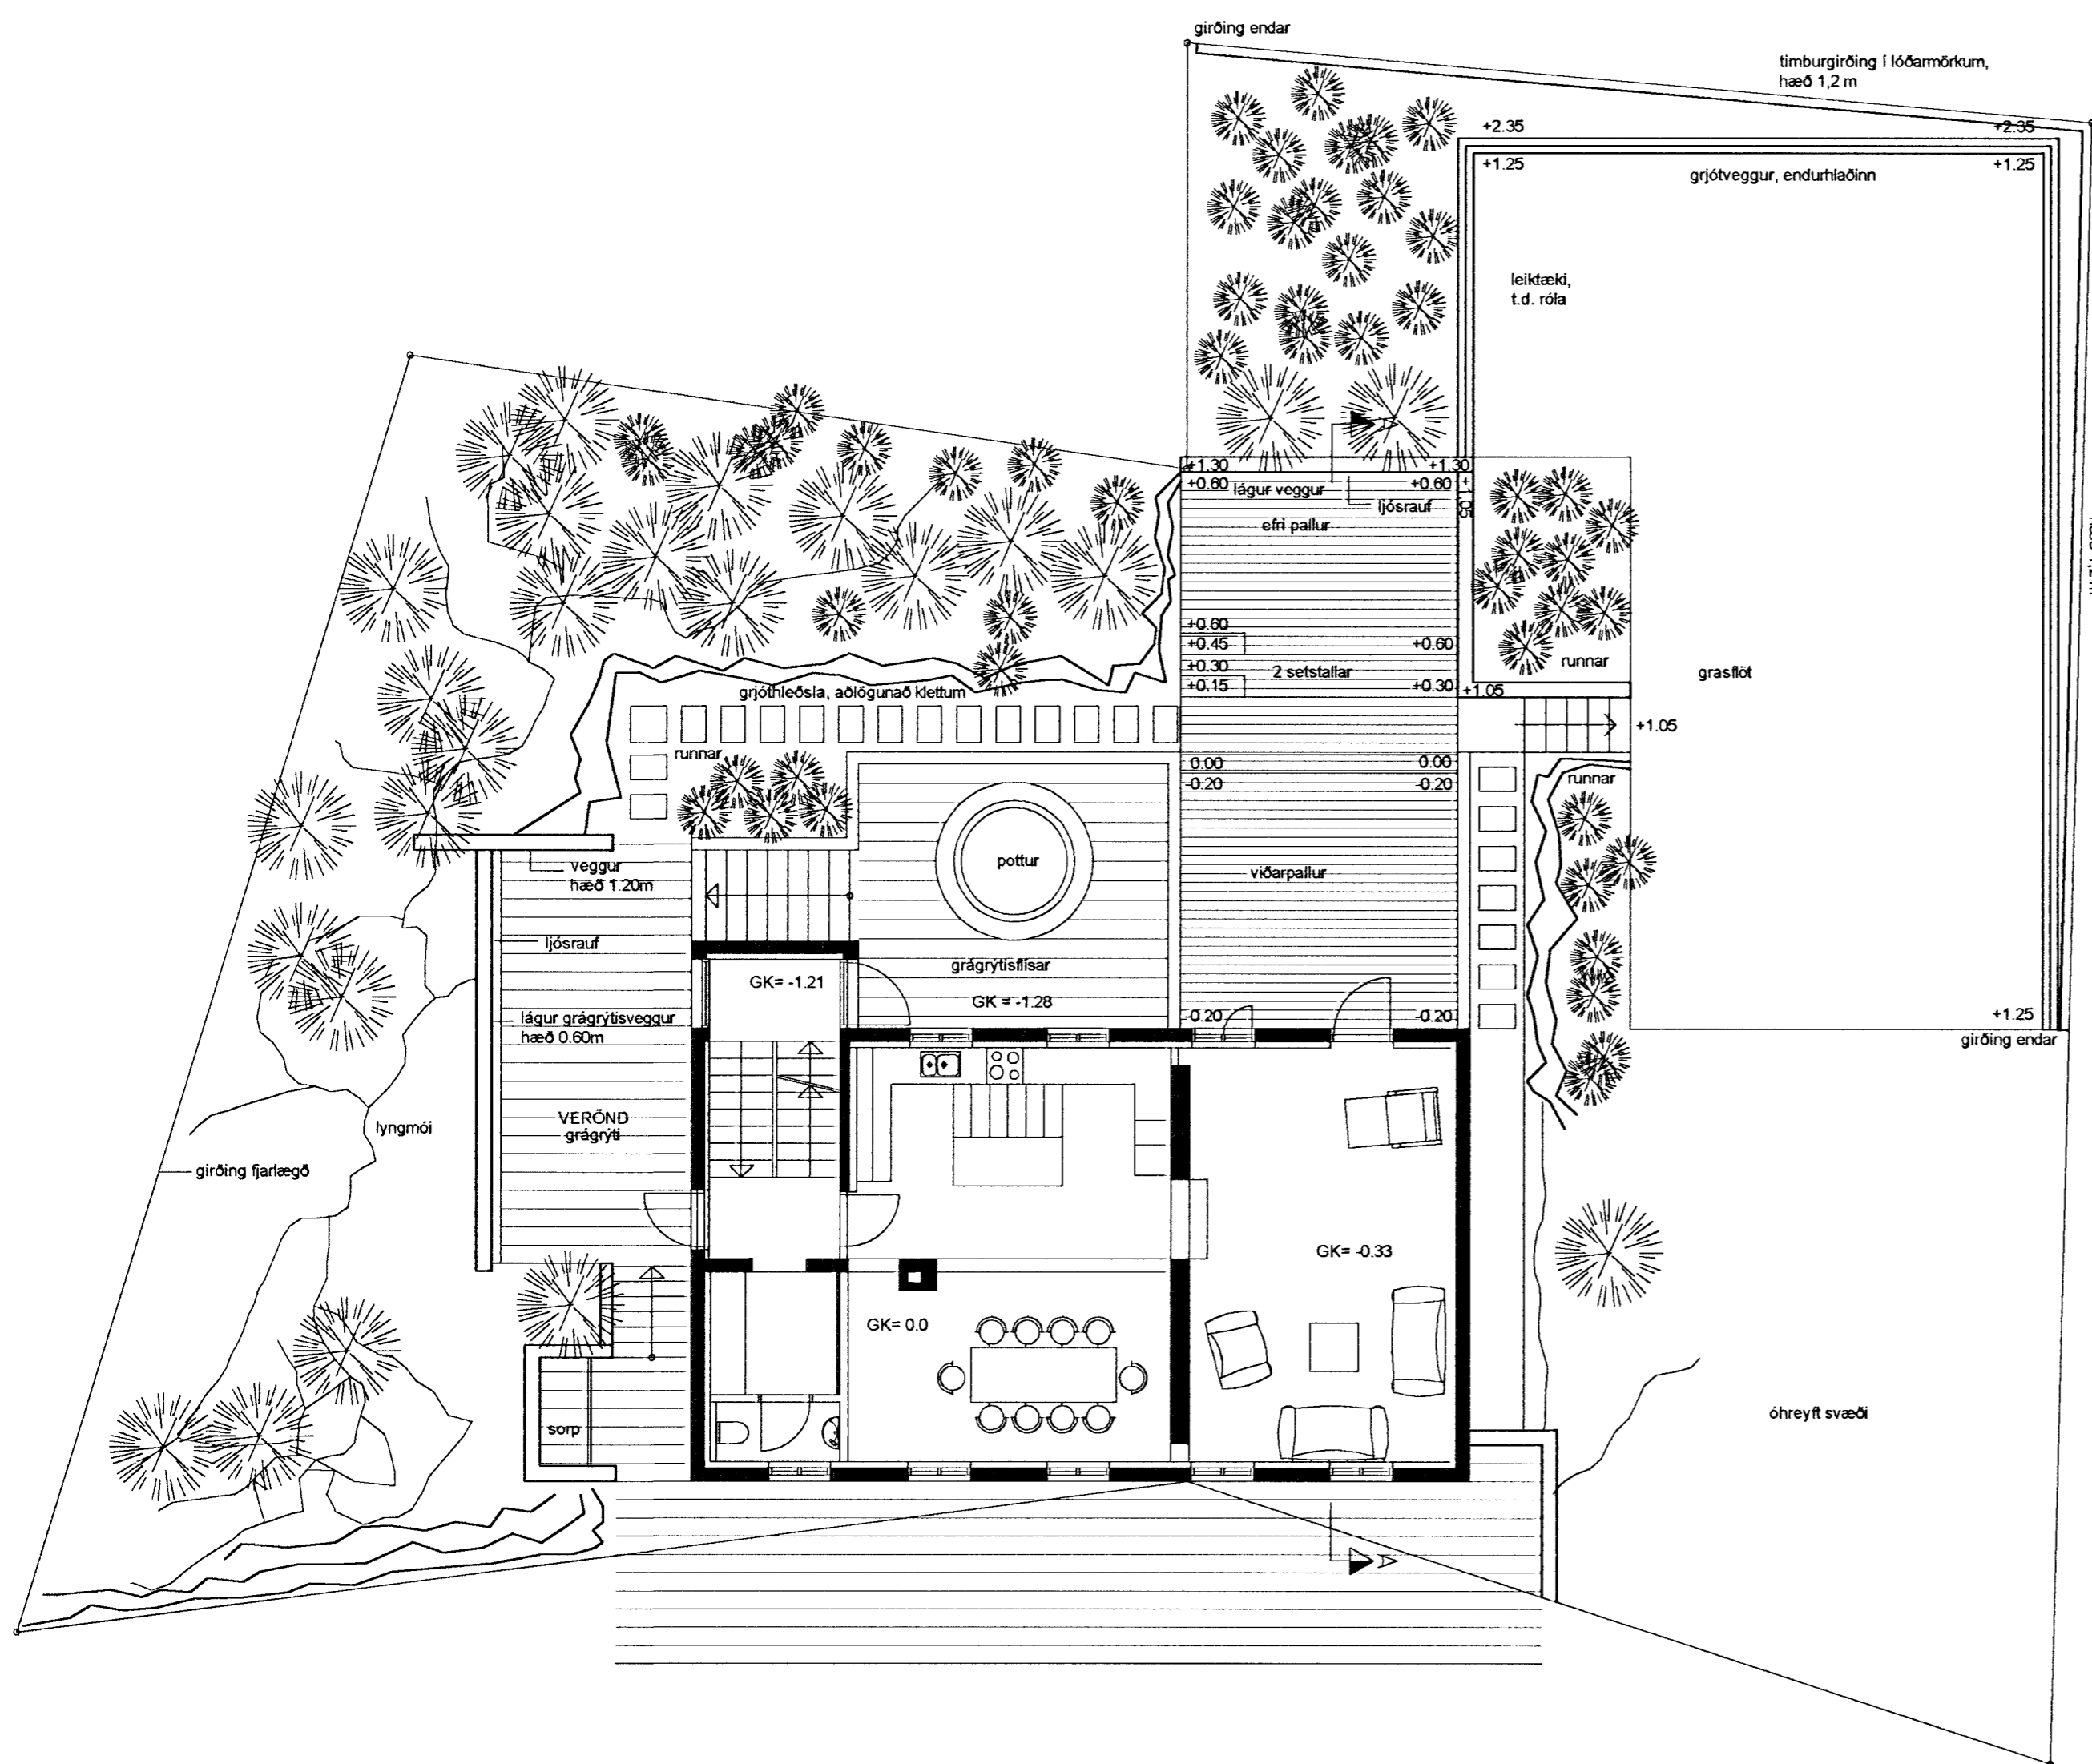 girðing endar
timburgirðing í lóðarmörkum,
hæð 1,2 m
+2.35
+2.35
+1.25
+1.25
grjótveggur, endurhlaðinn
leiktæki,
t.d. róla
+1.30
+1.30
+0.60
+0.60
+1.05
lágur veggur
ljósrauf
efri pallur
+0.60
+0.45
+0.60
+0.30
2 setstallar
+0.15
+0.30
+1.05
runnar
grasflöt
grjóthleðsla, aðlögunað klettum
+1.05
runnar
0.00
0.00
-0.20
-0.20
runnar
pottur
viðarpallur
veggur
hæð 1.20m
ljósrauf
grágrýtisflísar
GK= -1.21
GK = -1.28
lágur grágrýtisveggur
hæð 0.60m
-0.20
-0.20
+1.25
girðing endar
VERÖND
grágrýti
lyngmói
girðing fjarlægð
GK= -0.33
GK= 0.0
sorp
óhreyft svæði